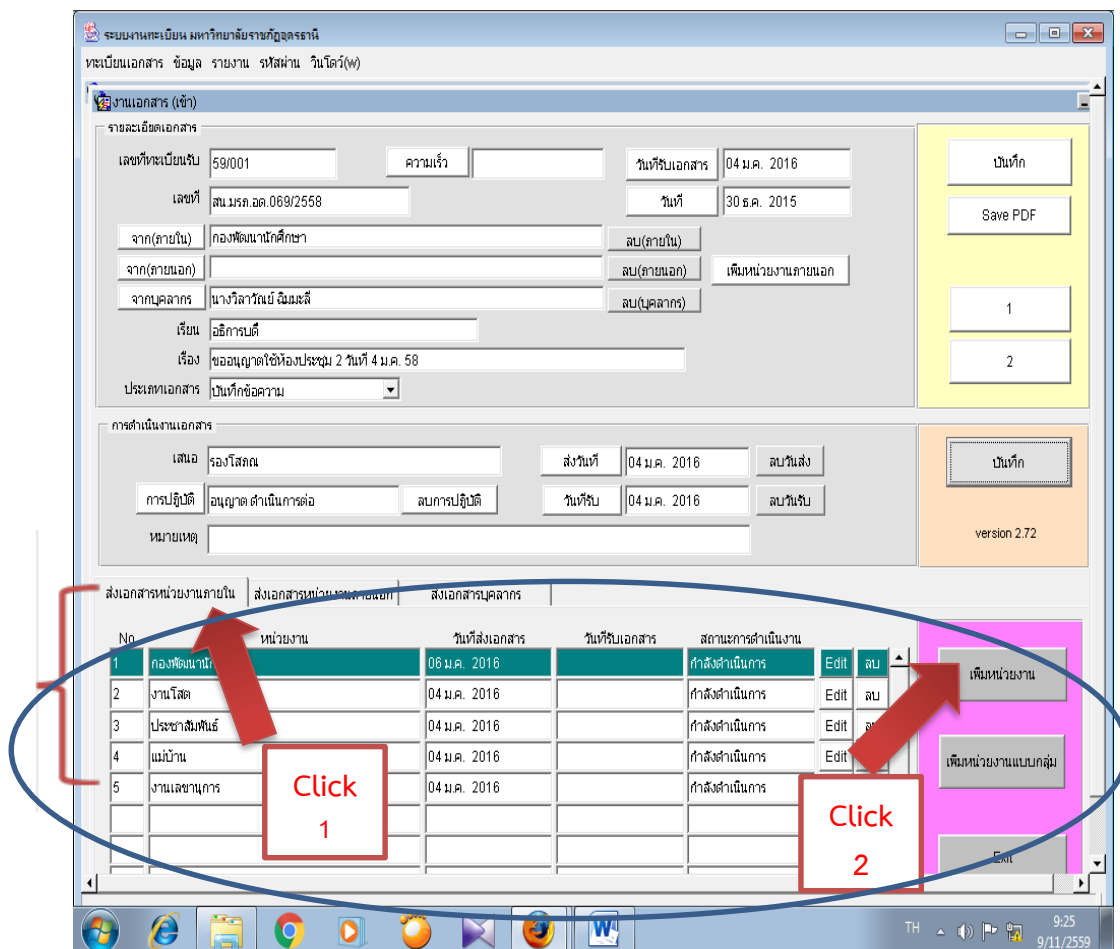 ระบบงานทะเบียน มหาวิทยาลัยราชภัฏอุดรธานี
ทะเบียนเอกสาร ข้อมูล รายงาน รหัสผ่าน วินโดว์(w)
งานเอกสาร (เข้า)
รายละเอียดเอกสาร
เลขที่ทะเบียนรับ 59/001 ความเร็ว วันที่รับเอกสาร 04 ม.ค. 2016 บันทึก
เลขที่ สน.มรภ.อด.069/2558 วันที่ 30 ธ.ค. 2015 Save PDF
จาก(ภายใน) กองพัฒนานักศึกษา ลบ(ภายใน)
จาก(ภายนอก) ลบ(ภายนอก) เพิ่มหน่วยงานภายนอก
จากบุคลากร นางวิลาวัณย์ ฉิมมะลี ลบ(บุคลากร) 1
เรียน อธิการบดี
เรื่อง ขออนุญาตใช้ห้องประชุม 2 วันที่ 4 ม.ค. 58 2
ประเภทเอกสาร บันทึกข้อความ
การดำเนินงานเอกสาร
เสนอ รองโสภณ ส่งวันที่ 04 ม.ค. 2016 ลบวันส่ง บันทึก
การปฏิบัติ อนุญาต ดำเนินการต่อ ลบการปฏิบัติ วันที่รับ 04 ม.ค. 2016 ลบวันรับ
หมายเหตุ version 2.72
ส่งเอกสารหน่วยงานภายใน ส่งเอกสารหน่วยงานภายนอก ส่งเอกสารบุคลากร
No หน่วยงาน วันที่ส่งเอกสาร วันที่รับเอกสาร สถานะการดำเนินงาน
1 กองพัฒนานัก 06 ม.ค. 2016 กำลังดำเนินการ Edit ลบ เพิ่มหน่วยงาน
2 งานโสต 04 ม.ค. 2016 กำลังดำเนินการ Edit ลบ
3 ประชาสัมพันธ์ 04 ม.ค. 2016 กำลังดำเนินการ Edit ลบ
4 แม่บ้าน 04 ม.ค. 2016 กำลังดำเนินการ Edit เพิ่มหน่วยงานแบบกลุ่ม
5 งานเลขานุการ 04 ม.ค. 2016 กำลังดำเนินการ
Click
1
Click
2
Exit
TH 9:25
9/11/2559